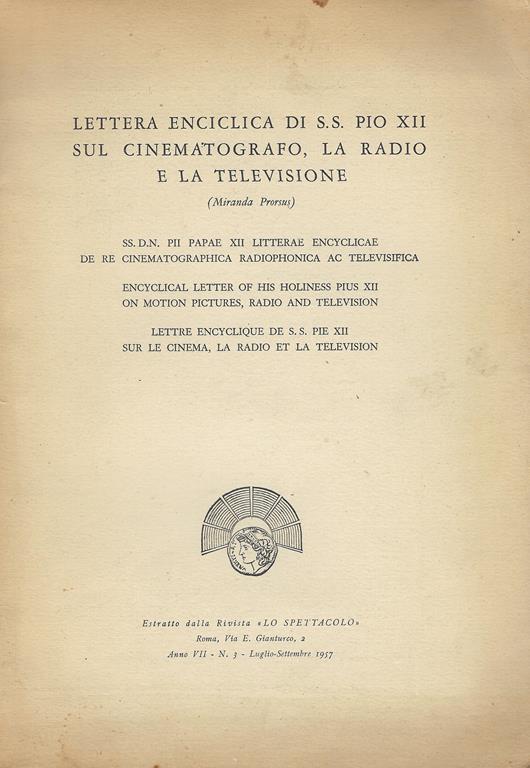 LETTERA ENCICLICA DI S.S. PIO XII
SUL CINEMATOGRAFO, LA RADIO
E LA TELEVISIONE
(Miranda Prorsus)
SS. D.N. PII PAPAE XII LITTERAE ENCYCLICAE
DE RE CINEMATOGRAPHICA RADIOPHONICA AC TELEVISIFICA
ENCYCLICAL LETTER OF HIS HOLINESS PIUS XII
ON MOTION PICTURES, RADIO AND TELEVISION
LETTRE ENCYCLIQUE DE S. S. PIE XII
SUR LE CINEMA, LA RADIO ET LA TELEVISION
Estratto dalla Rivista «LO SPETTACOLO»
Roma, Via E. Gianturco, 2
Anno VII - N. 3 - Luglio-Settembre 1957